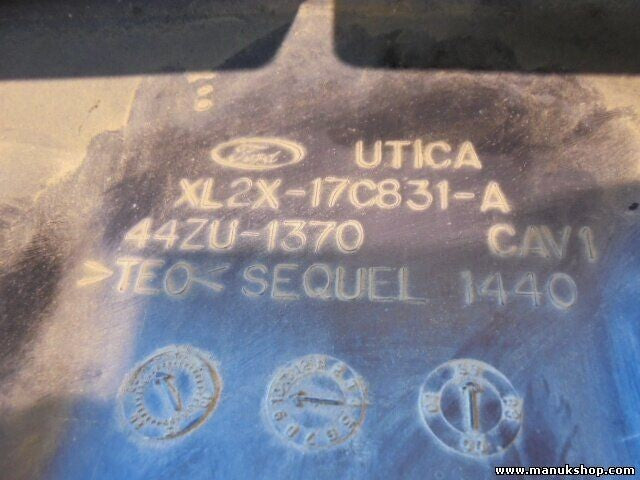 Ford UTICA
XL2X-17C831-A
44ZU-1370 CAV1
>TEO< SEQUEL 1440
www.manukshop.com